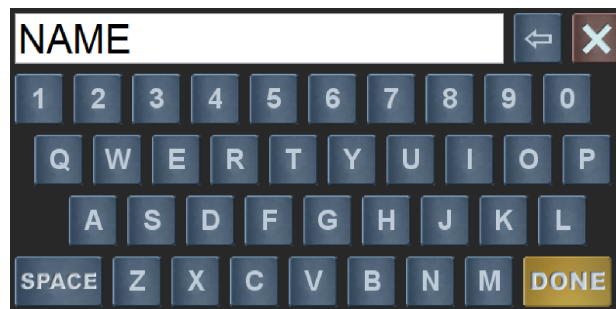 NAME
1 2 3 4 5 6 7 8 9 0
Q W E R T Y U I O P
A S D F G H J K L
SPACE Z X C V B N M DONE